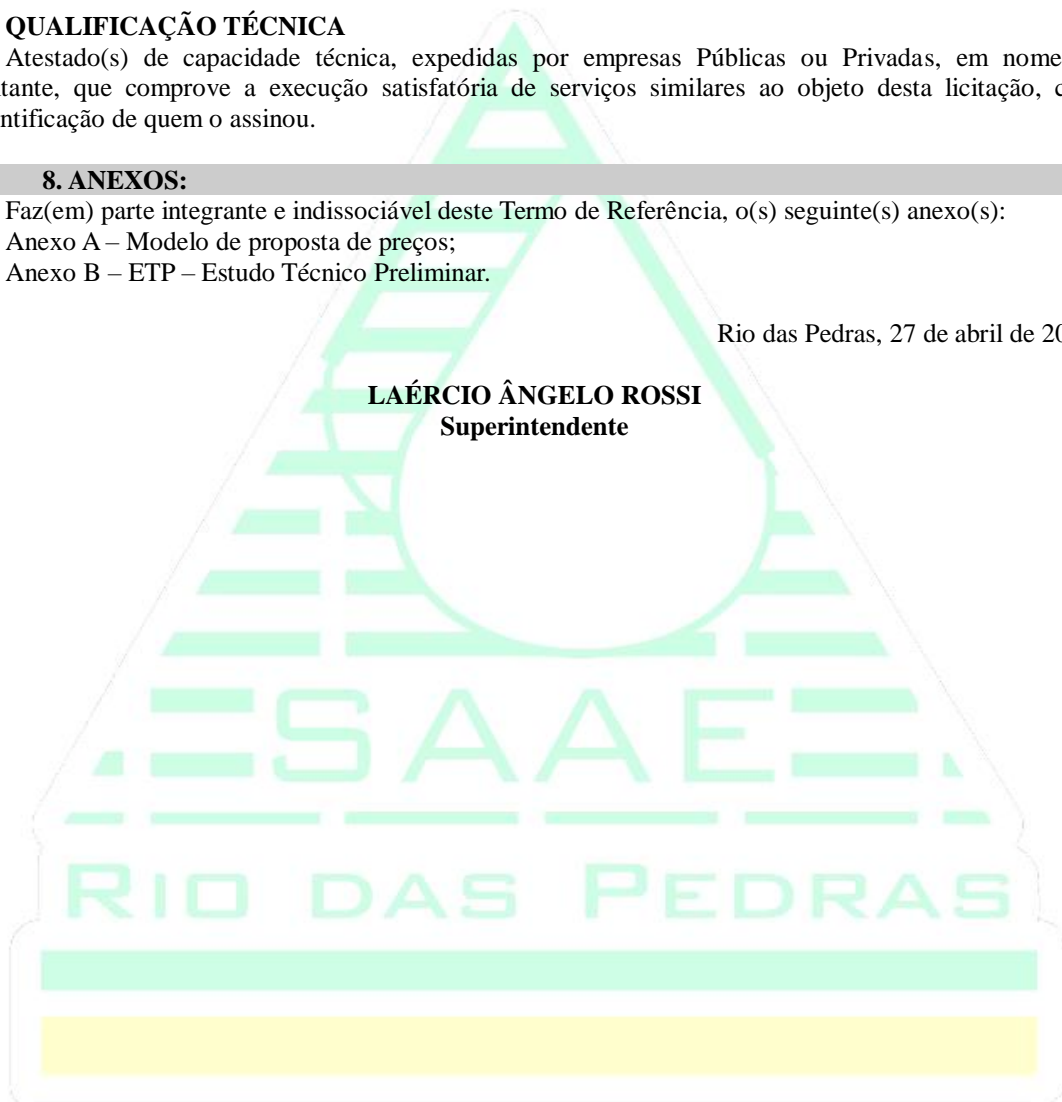 QUALIFICAÇÃO TÉCNICA
Atestado(s) de capacidade técnica, expedidas por empresas Públicas ou Privadas, em nome
tante, que comprove a execução satisfatória de serviços similares ao objeto desta licitação, c
ntificação de quem o assinou.
8. ANEXOS:
Faz(em) parte integrante e indissociável deste Termo de Referência, o(s) seguinte(s) anexo(s):
Anexo A – Modelo de proposta de preços;
Anexo B – ETP – Estudo Técnico Preliminar.
Rio das Pedras, 27 de abril de 20
LAÉRCIO ÂNGELO ROSSI
Superintendente
SAAE
RIO DAS PEDRAS